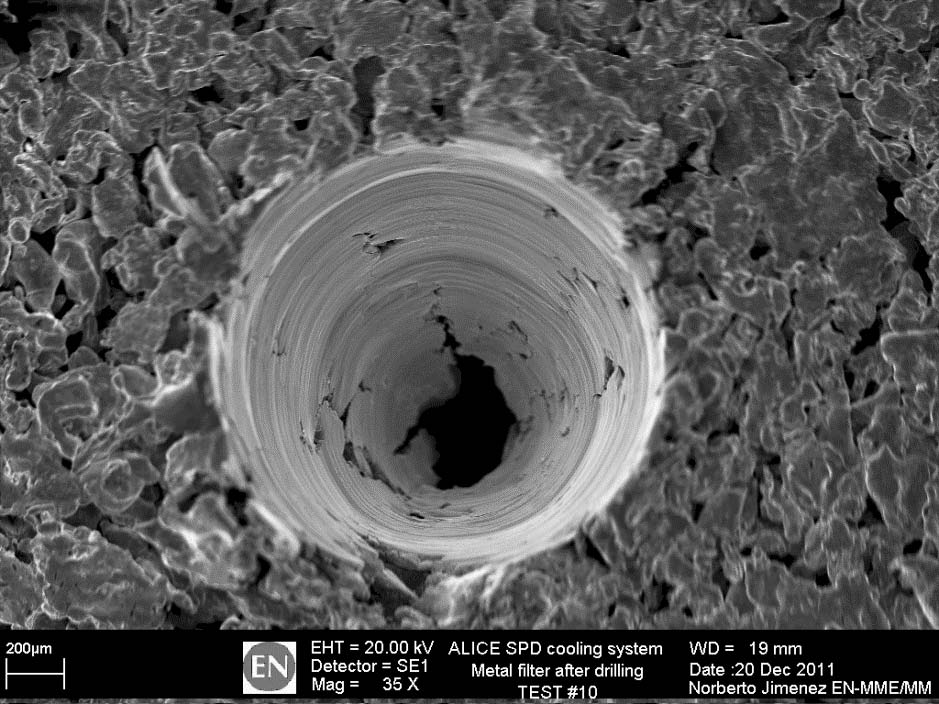 200µm
EN
EHT = 20.00 kV
Detector = SE1
Mag = 35 X
ALICE SPD cooling system
Metal filter after drilling
TEST #10
WD = 19 mm
Date :20 Dec 2011
Norberto Jimenez EN-MME/MM